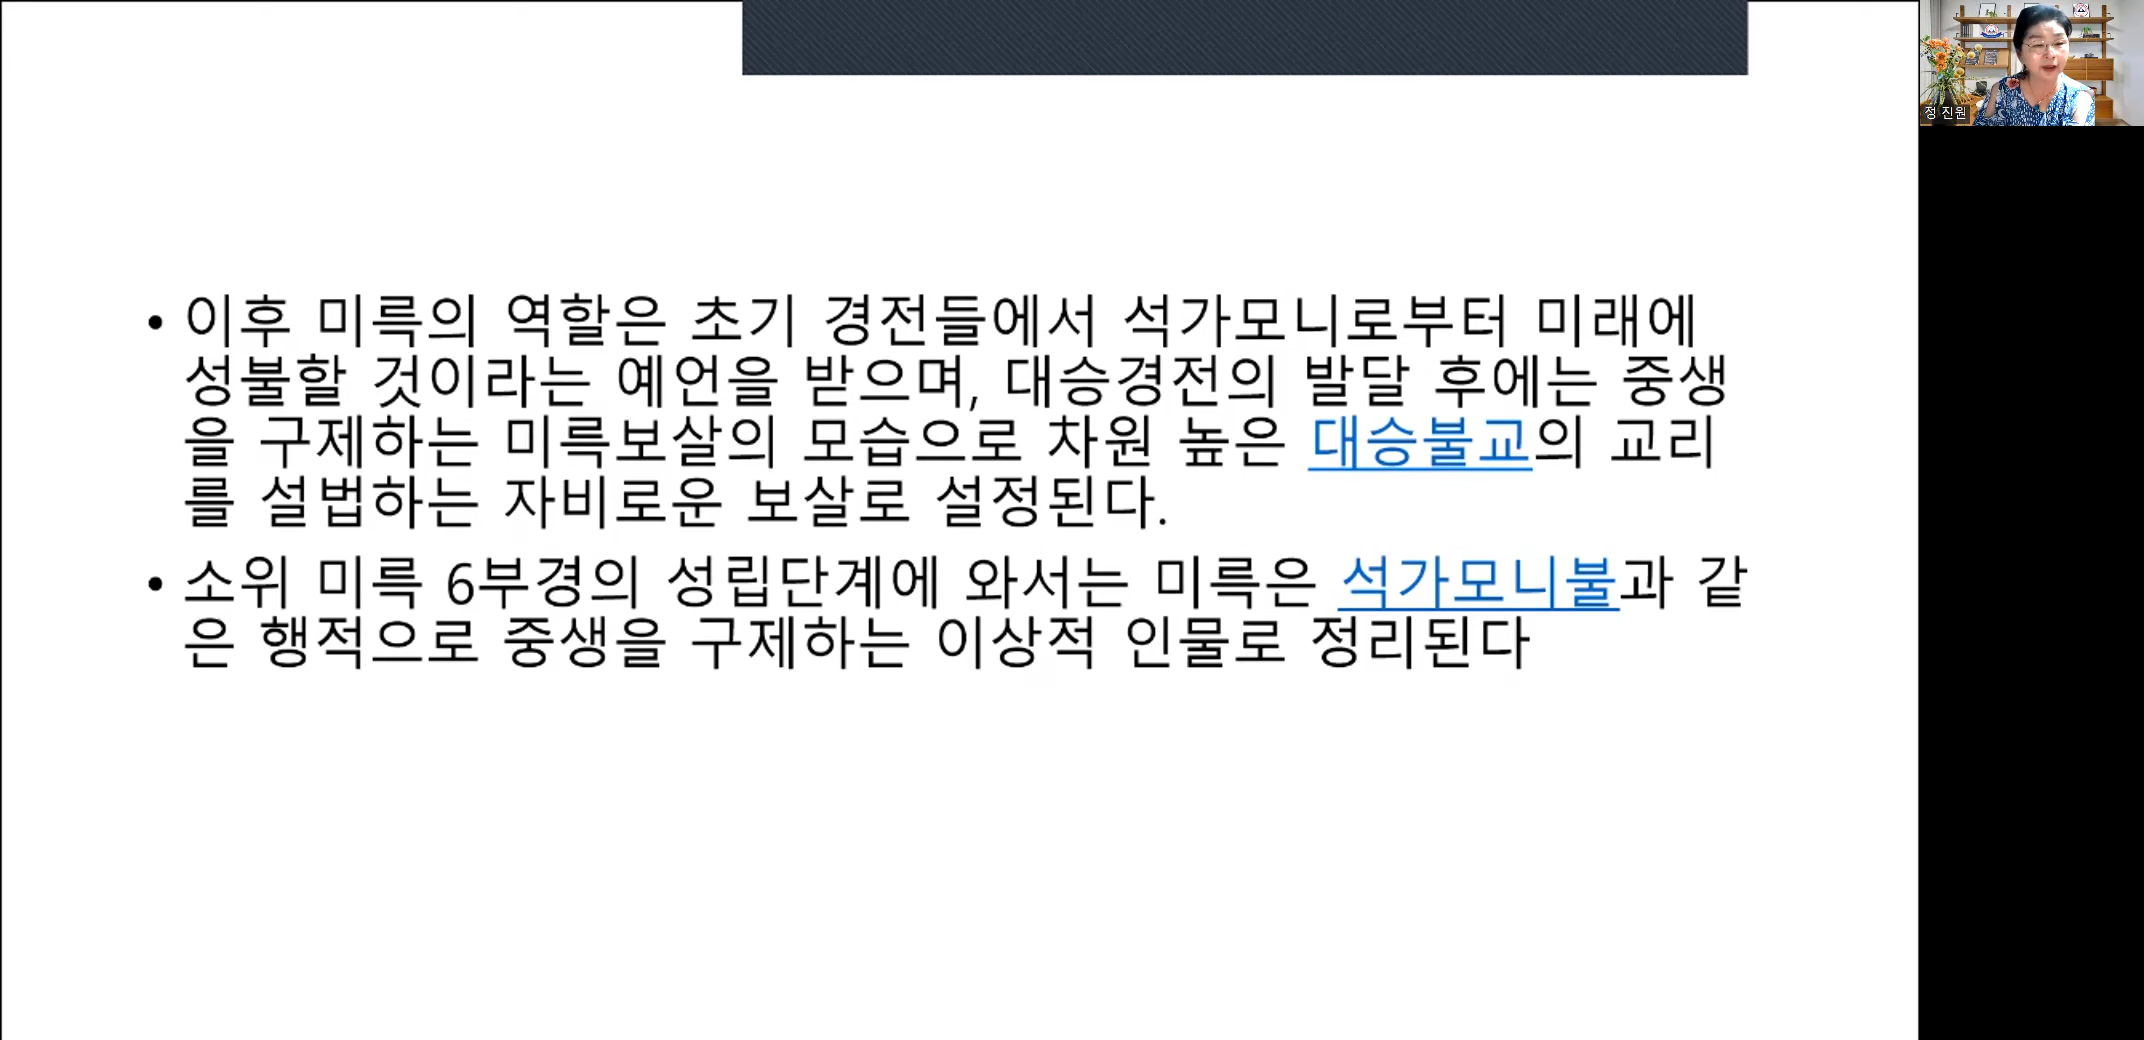 • 이후 미륵의 역할은 초기 경전들에서 석가모니로부터 미래에
성불할 것이라는 예언을 받으며, 대승경전의 발달 후에는 중생
을 구제하는 미륵보살의 모습으로 차원 높은 대승불교의 교리
를 설법하는 자비로운 보살로 설정된다.
• 소위 미륵 6부경의 성립단계에 와서는 미륵은 석가모니불과 같
은 행적으로 중생을 구제하는 이상적 인물로 정리된다
정 진원